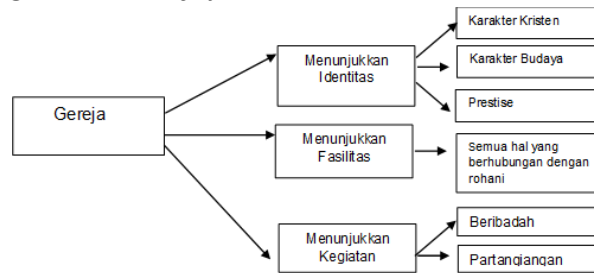 Karakter Kristen
Menunjukkan
Identitas
Karakter Budaya
Prestise
Gereja
Menunjukkan
Fasilitas
Semua hal yang
berhubungan dengan
rohani
Menunjukkan
Kegiatan
Beribadah
Partangiangan